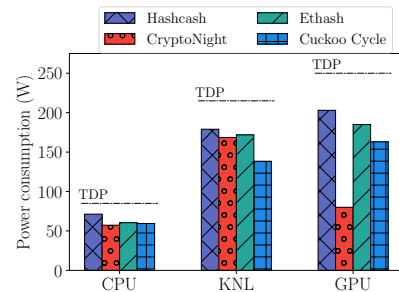 Hashcash
Ethash
CryptoNight
Cuckoo Cycle
Power consumption (W)
250
200
150
100
50
0
TDP
TDP
TDP
CPU
KNL
GPU